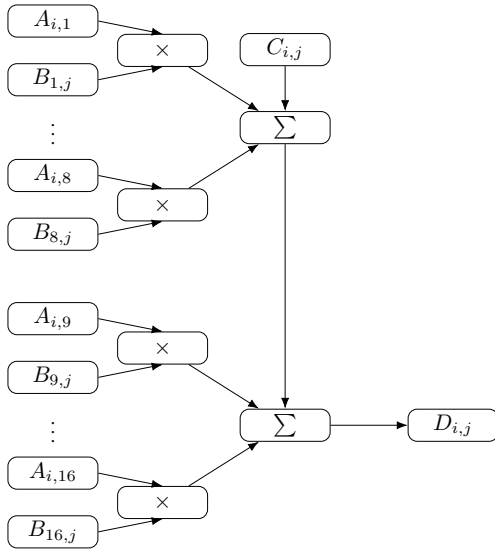 A_{i,1}
×
C_{i,j}
B_{1,j}
∑
⋮
A_{i,8}
×
B_{8,j}
A_{i,9}
×
B_{9,j}
⋮
∑
D_{i,j}
A_{i,16}
×
B_{16,j}